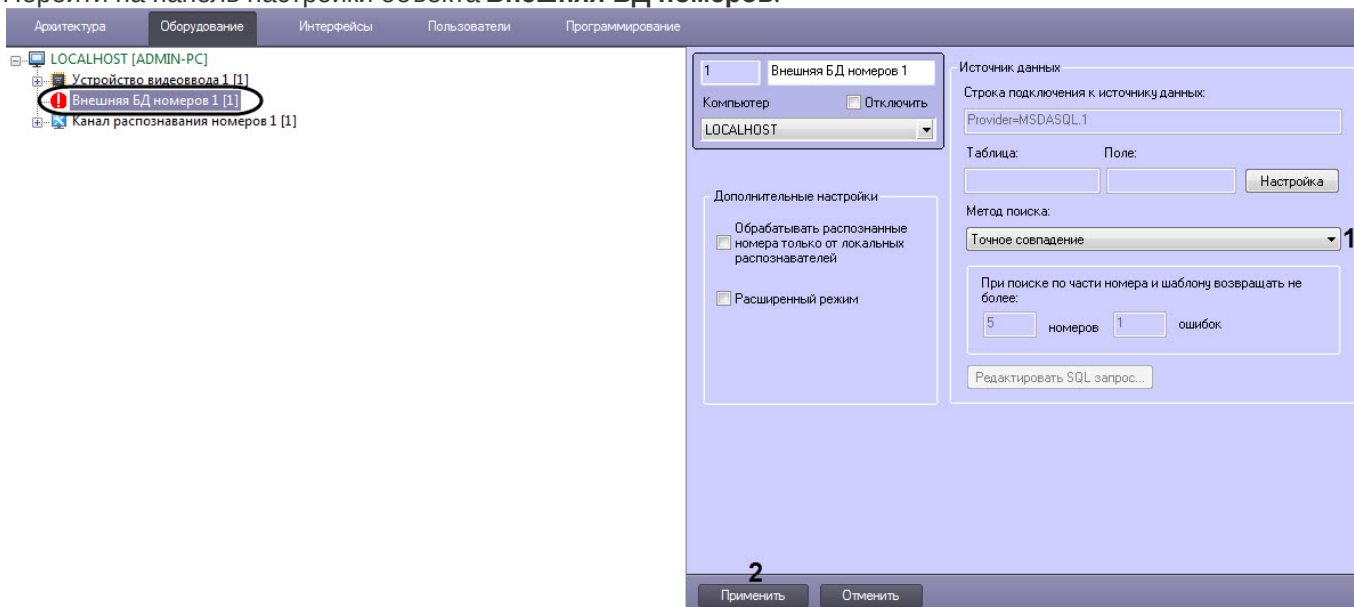 Перейти на панель настройки объекта Внешняя БД номеров.
Архитектура Оборудование Интерфейсы Пользователи Программирование
LOCALHOST [ADMIN-PC]
Устройство видеоввода 1 [1]
Внешняя БД номеров 1 [1]
Канал распознавания номеров 1 [1]
1 Внешняя БД номеров 1
Компьютер Отключить
LOCALHOST
Дополнительные настройки
Обрабатывать распознанные
номера только от локальных
распознавателей
Расширенный режим
Источник данных
Строка подключения к источнику данных:
Provider=MSDASQL.1
Таблица: Поле:
Настройка
Метод поиска:
Точное совпадение 1
При поиске по части номера и шаблону возвращать не
более:
5 номеров 1 ошибок
Редактировать SQL запрос...
2
Применить Отменить